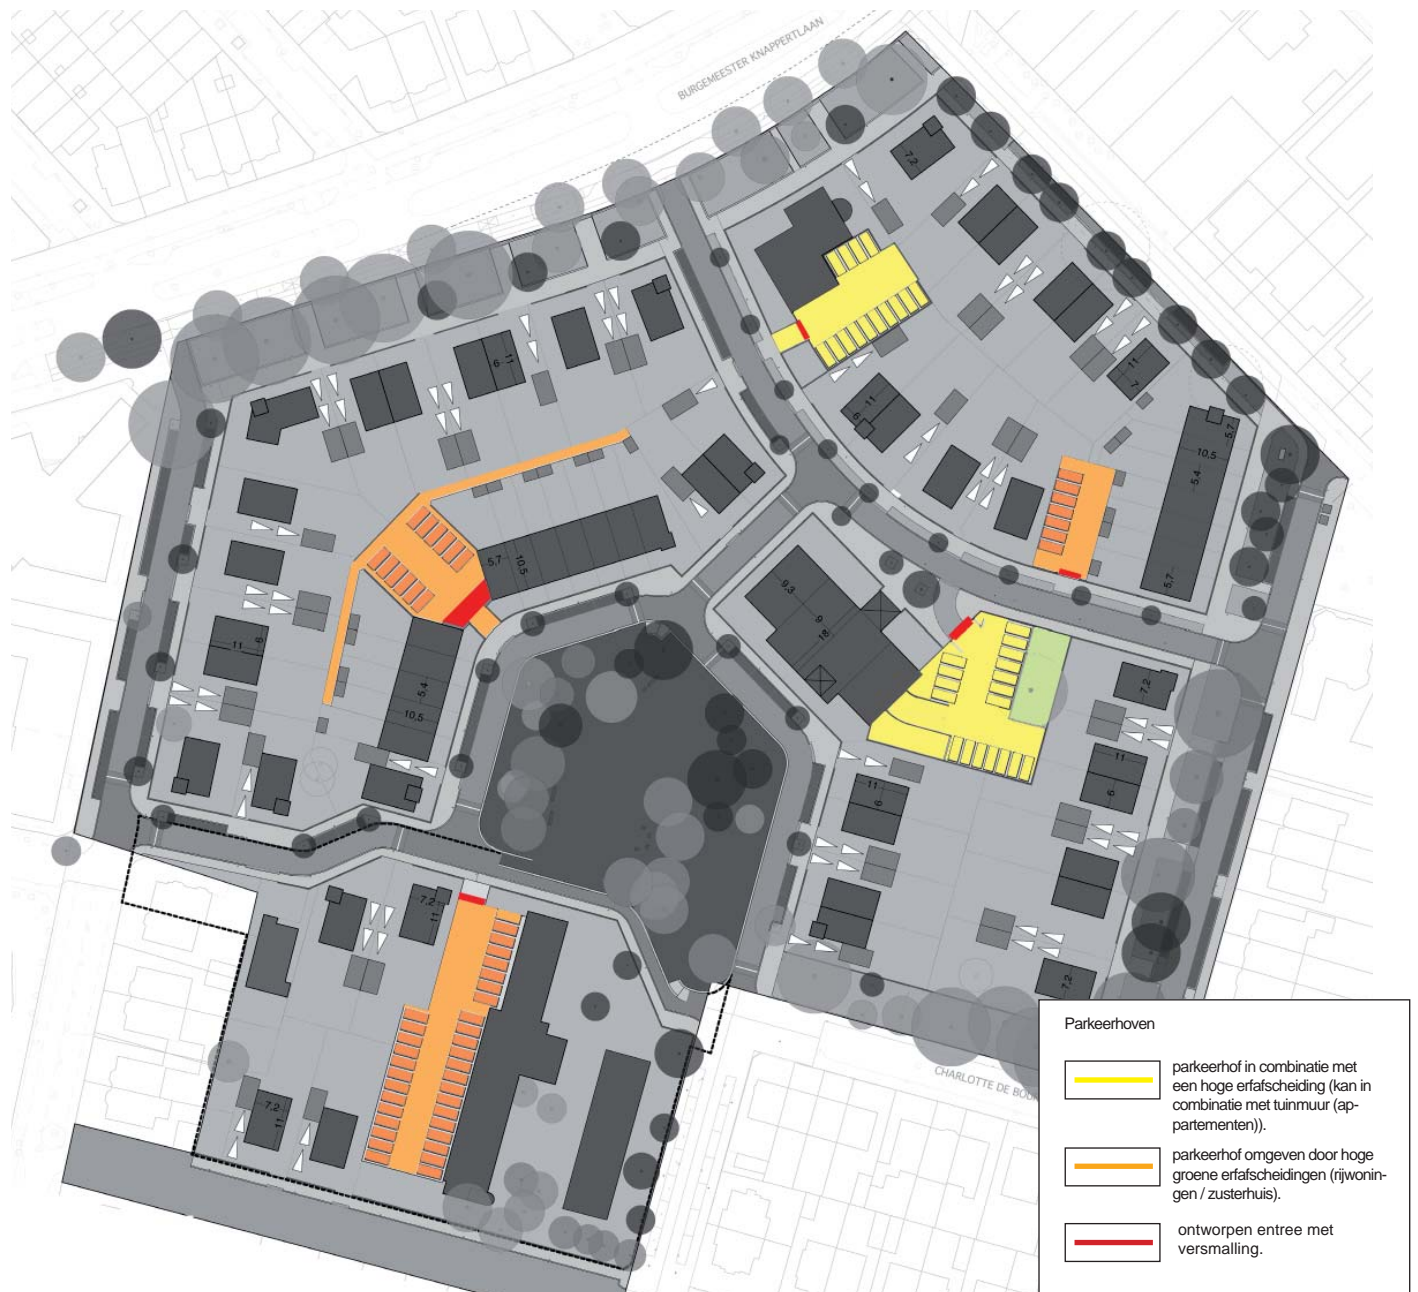 BURGEMEESTER KNAPPERTLAAN
7,2
11
6
11
7
11
6
5,7
10,5
5,4
5,7
5,7
10,5
9,3
9
18
11
6
5,4
10,5
7,2
11
6
11
6
7,2
11
7,2
7,2
11
CHARLOTTE DE
Parkeerhoven
parkeerhof in combinatie met
een hoge erfafscheiding (kan in
combinatie met tuinmuur (ap-
partementen)).
parkeerhof omgeven door hoge
groene erfafscheidingen (rijwonin-
gen / zusterhuis).
ontworpen entree met
versmalling.